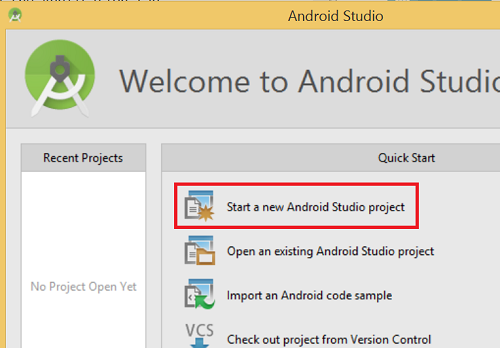 Android Studio
Welcome to Android Studio
Recent Projects
Quick Start
Start a new Android Studio project
Open an existing Android Studio project
No Project Open Yet
Import an Android code sample
VCS
Check out project from Version Control